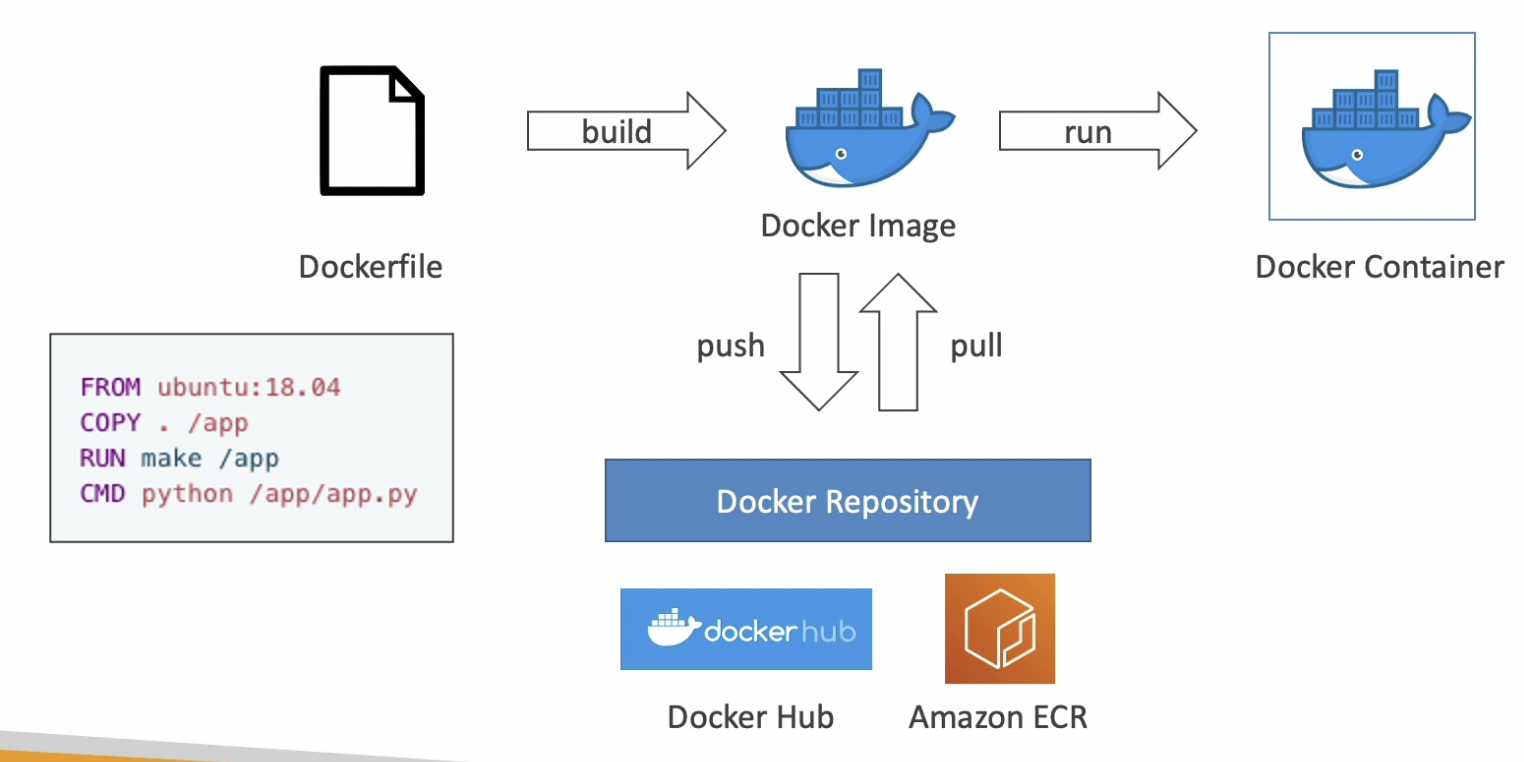 build
run
Docker Image
Dockerfile
Docker Container
push
pull
FROM ubuntu:18.04
COPY . /app
RUN make /app
CMD python /app/app.py
Docker Repository
dockerhub
Docker Hub
Amazon ECR